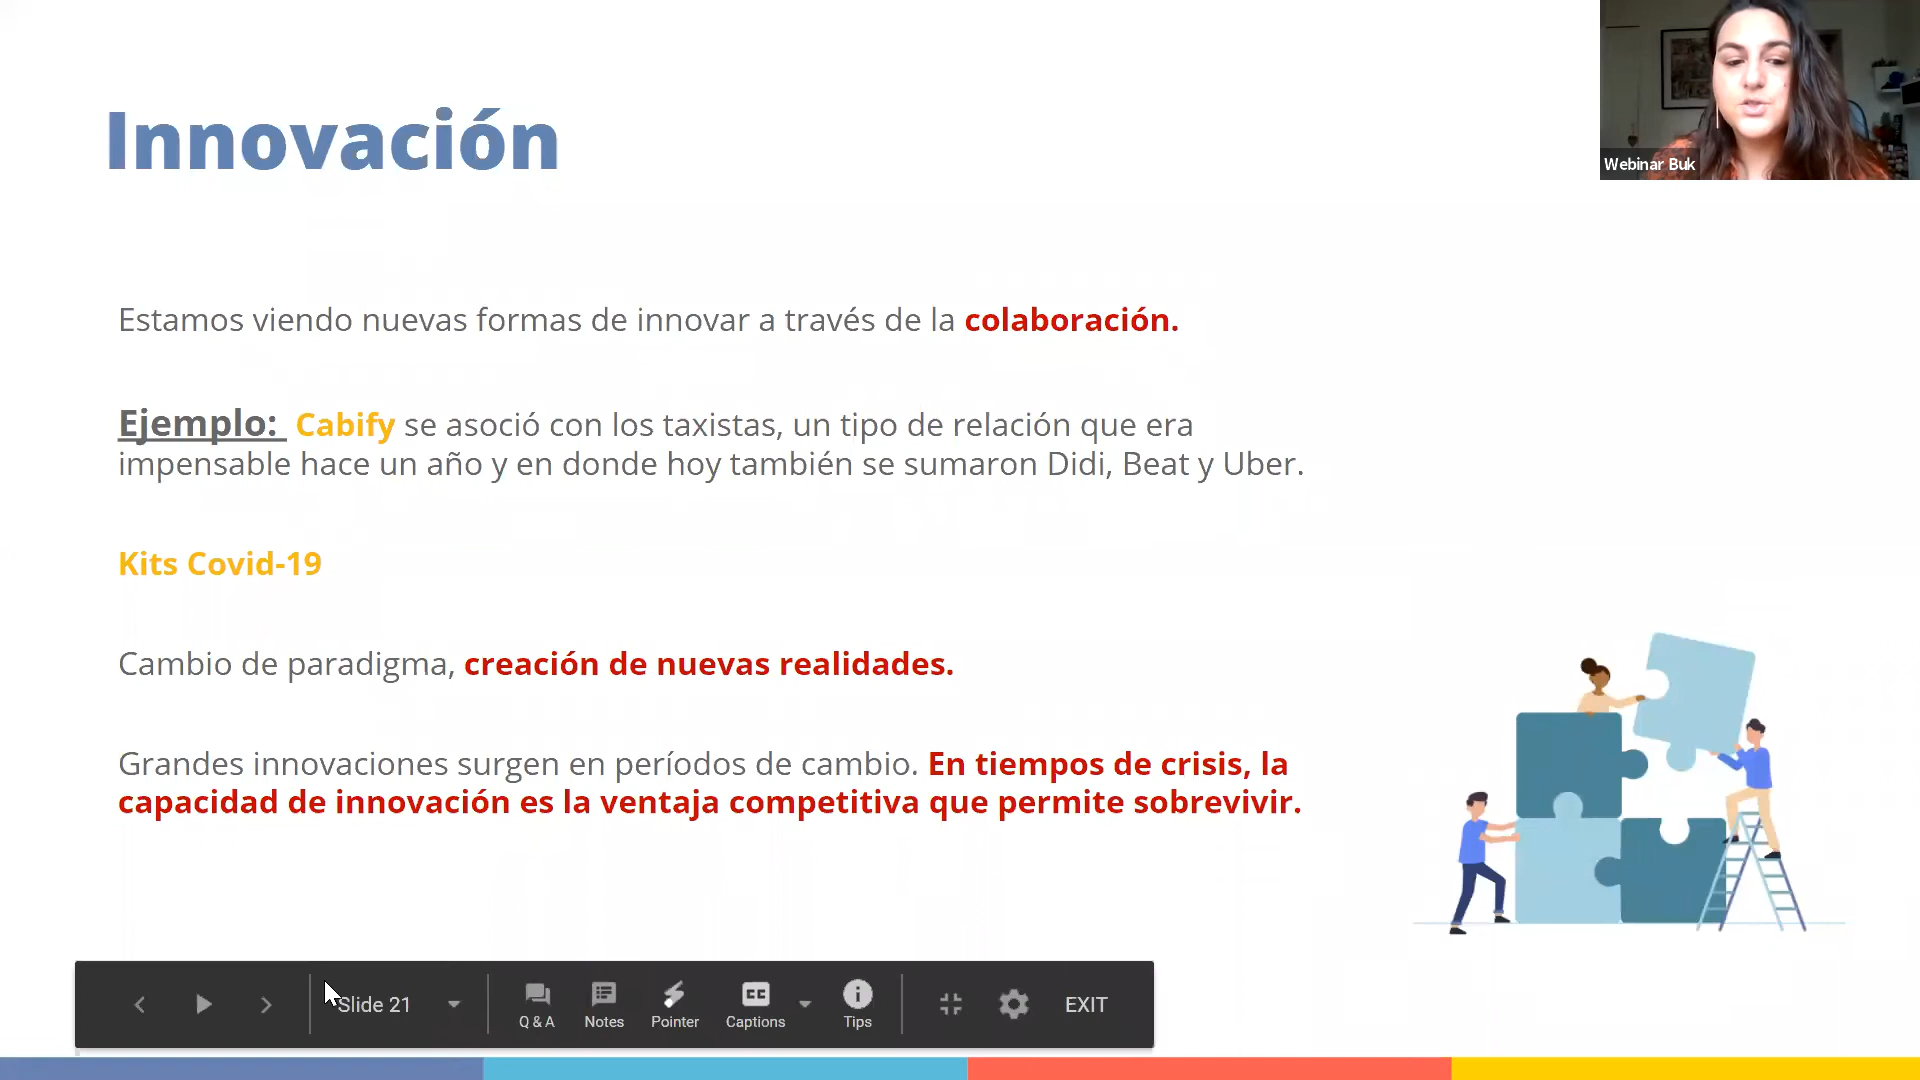 Innovación
Webinar Buk
Estamos viendo nuevas formas de innovar a través de la colaboración.
Ejemplo: Cabify se asoció con los taxistas, un tipo de relación que era
impensable hace un año y en donde hoy también se sumaron Didi, Beat y Uber.
Kits Covid-19
Cambio de paradigma, creación de nuevas realidades.
Grandes innovaciones surgen en períodos de cambio. En tiempos de crisis, la
capacidad de innovación es la ventaja competitiva que permite sobrevivir.
Slide 21
Q & A
Notes
Pointer
CC
Captions
Tips
EXIT